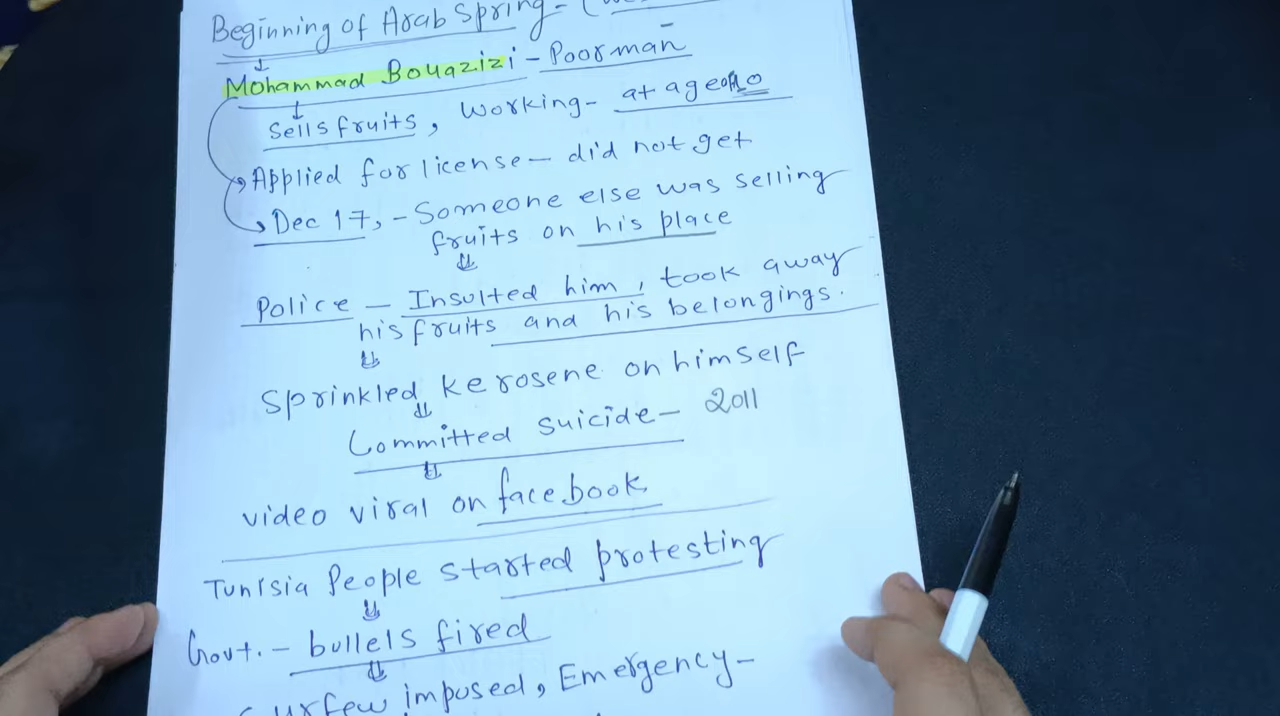 Beginning of Arab Spring - (
Mohammad Bouazizi - Poor man
Sells fruits, Working - at age of 10
Applied for license - did not get
Dec 17, - Someone else was selling
fruits on his place
Police - Insulted him, took away
his fruits and his belongings.
Sprinkled kerosene on himself
Committed suicide - 2011
video viral on facebook
Tunisia People started protesting
Govt. - bullets fired
Curfew imposed, Emergency -